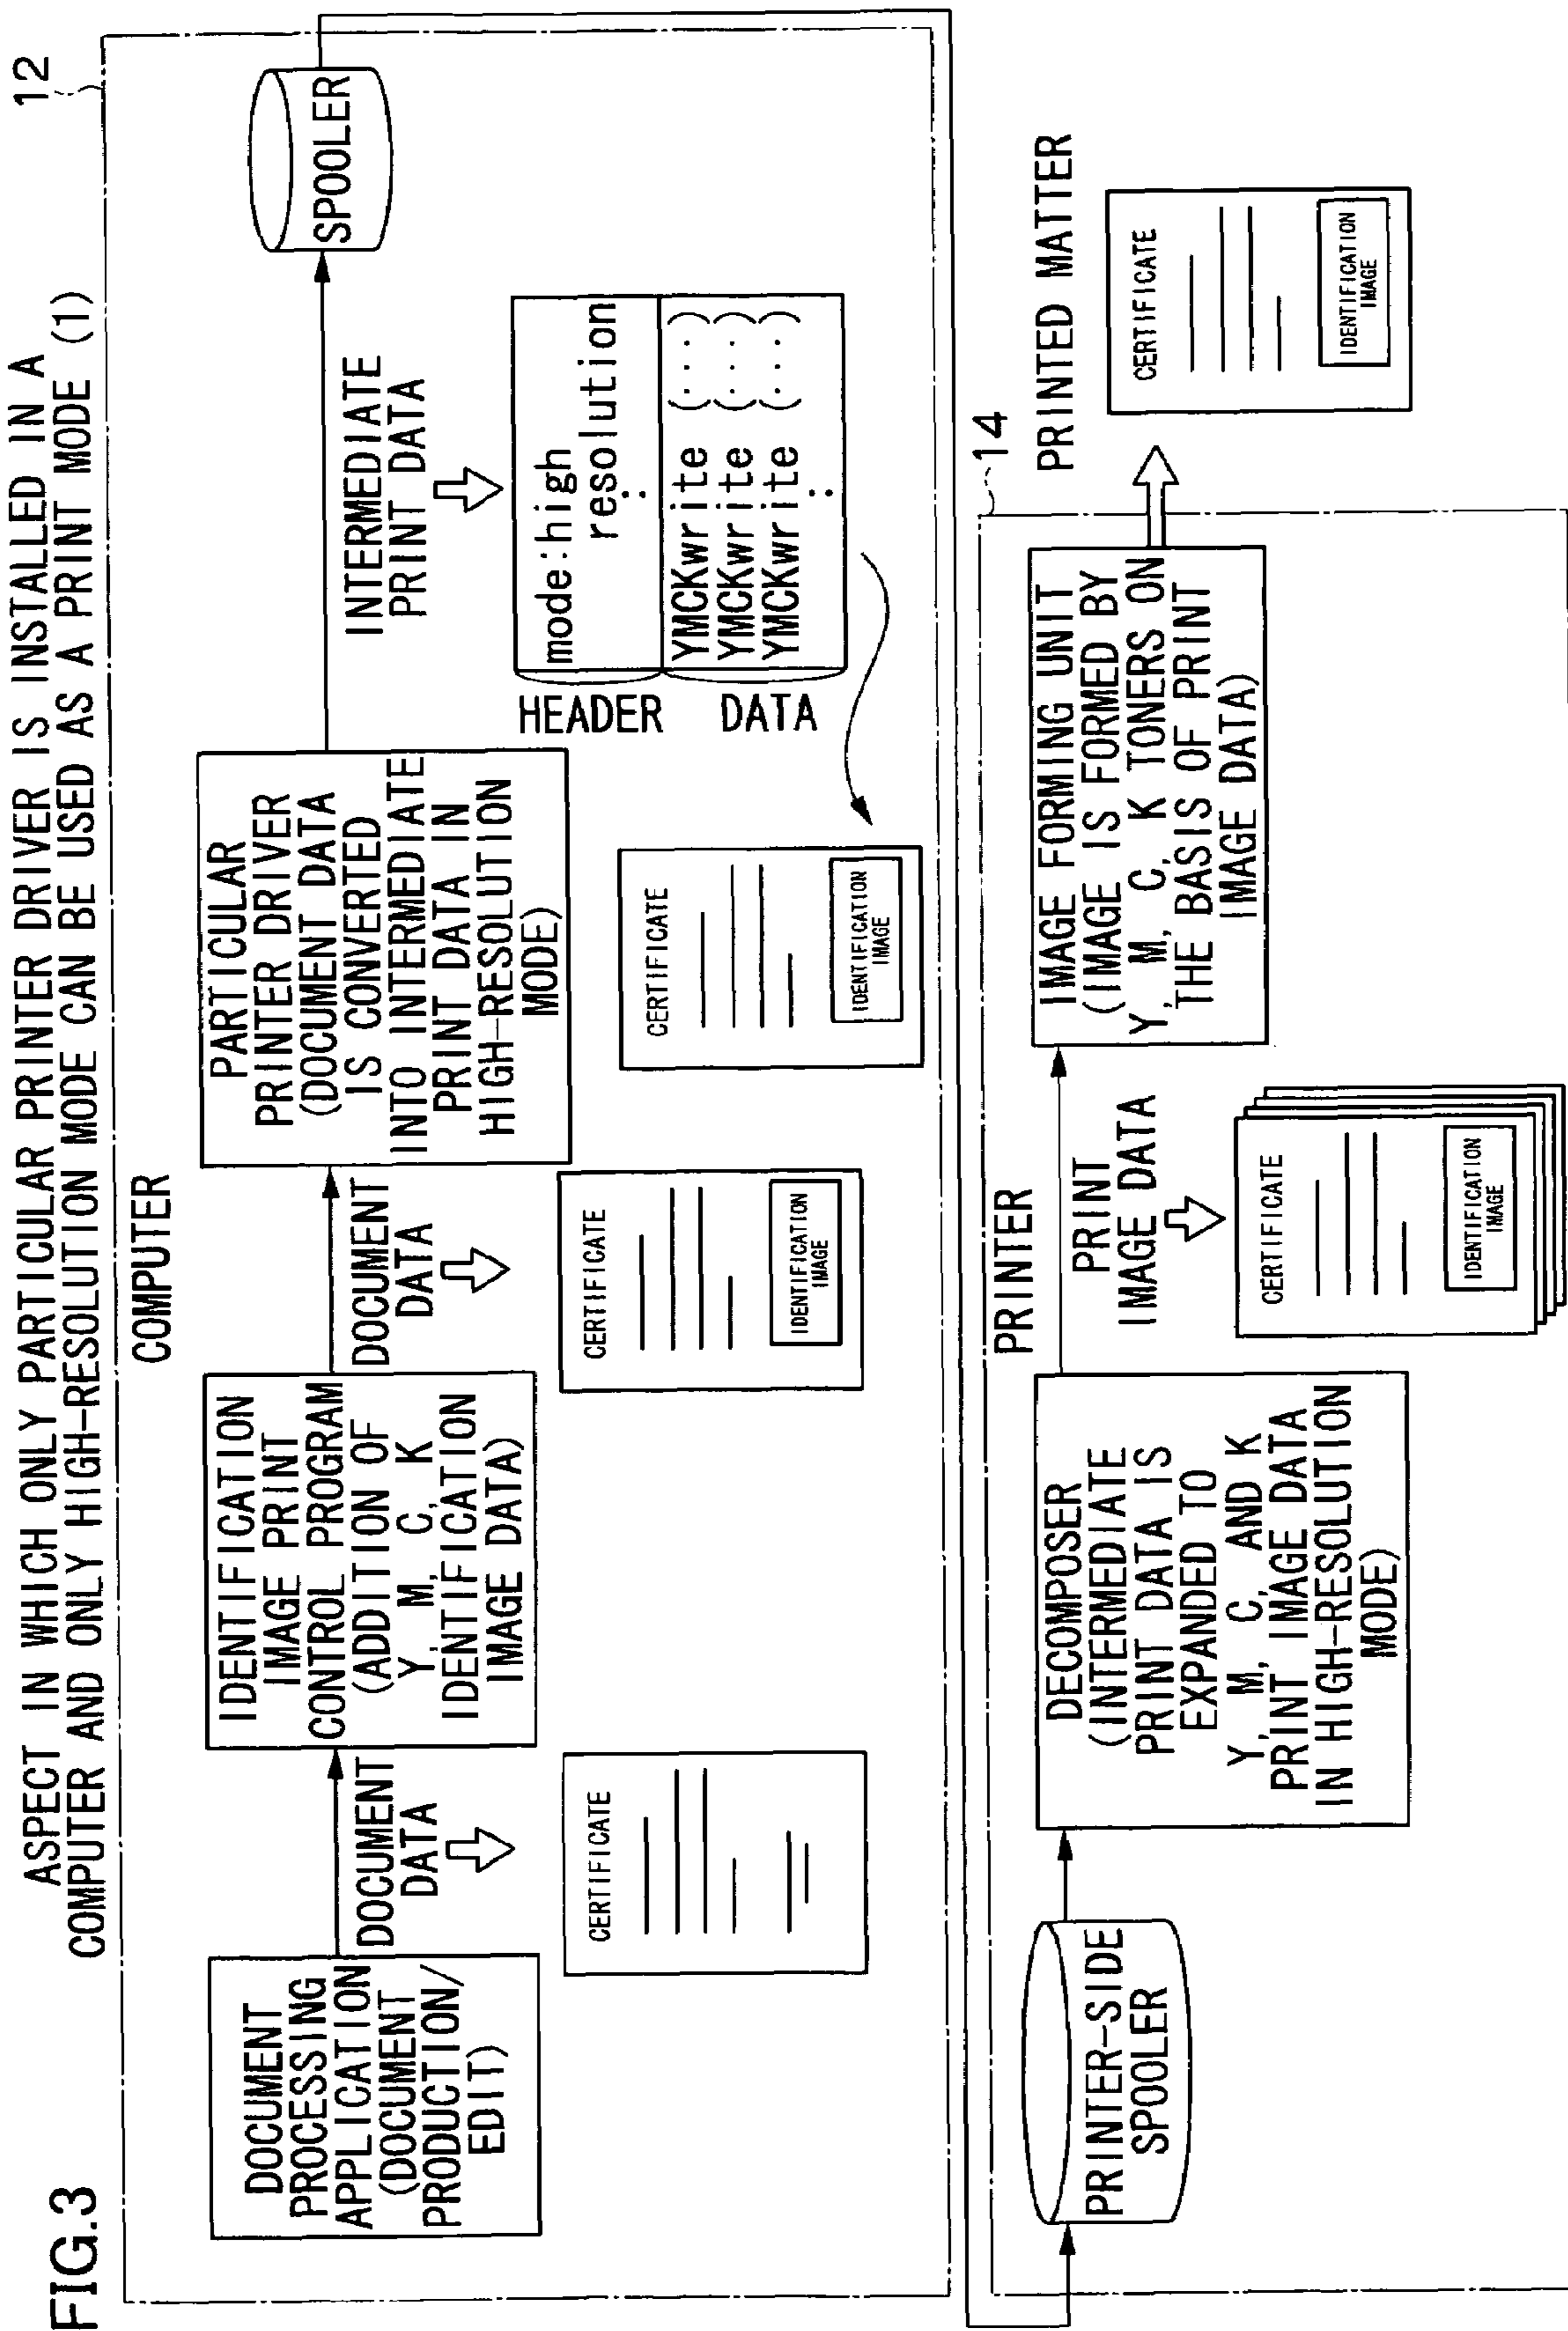 FIG.3
ASPECT IN WHICH ONLY PARTICULAR PRINTER DRIVER IS INSTALLED IN A
COMPUTER AND ONLY HIGH-RESOLUTION MODE CAN BE USED AS A PRINT MODE (1)
12
COMPUTER
DOCUMENT
PROCESSING
APPLICATION
(DOCUMENT
PRODUCTION/
EDIT)
DOCUMENT
DATA
CERTIFICATE
IDENTIFICATION
IMAGE PRINT
CONTROL PROGRAM
(ADDITION OF
Y, M, C, K
IDENTIFICATION
IMAGE DATA)
DOCUMENT
DATA
CERTIFICATE
IDENTIFICATION
IMAGE
PARTICULAR
PRINTER DRIVER
(DOCUMENT DATA
IS CONVERTED
INTO INTERMEDIATE
PRINT DATA IN
HIGH-RESOLUTION
MODE)
CERTIFICATE
IDENTIFICATION
IMAGE
INTERMEDIATE
PRINT DATA
HEADER
mode:high
resolution
:
DATA
YMCKwrite (...)
YMCKwrite (...)
YMCKwrite (...)
:
SPOOLER
PRINTER
14
PRINTER-SIDE
SPOOLER
DECOMPOSER
(INTERMEDIATE
PRINT DATA IS
EXPANDED TO
Y, M, C, AND K
PRINT IMAGE DATA
IN HIGH-RESOLUTION
MODE)
PRINT
IMAGE DATA
CERTIFICATE
IDENTIFICATION
IMAGE
IMAGE FORMING UNIT
(IMAGE IS FORMED BY
Y, M, C, K TONERS ON
THE BASIS OF PRINT
IMAGE DATA)
PRINTED MATTER
CERTIFICATE
IDENTIFICATION
IMAGE